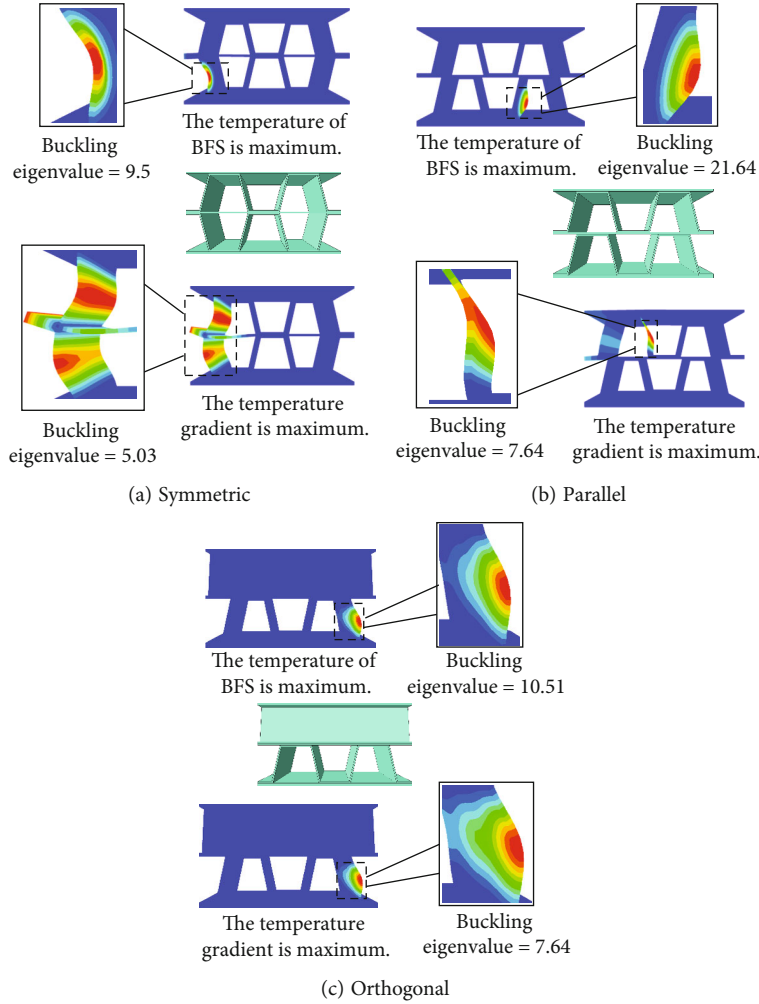 The temperature of
BFS is maximum.
Buckling
eigenvalue = 9.5
The temperature
gradient is maximum.
Buckling
eigenvalue = 5.03
(a) Symmetric
The temperature of
BFS is maximum.
Buckling
eigenvalue = 21.64
Buckling
eigenvalue = 7.64
The temperature
gradient is maximum.
(b) Parallel
The temperature of
BFS is maximum.
Buckling
eigenvalue = 10.51
The temperature
gradient is maximum.
Buckling
eigenvalue = 7.64
(c) Orthogonal